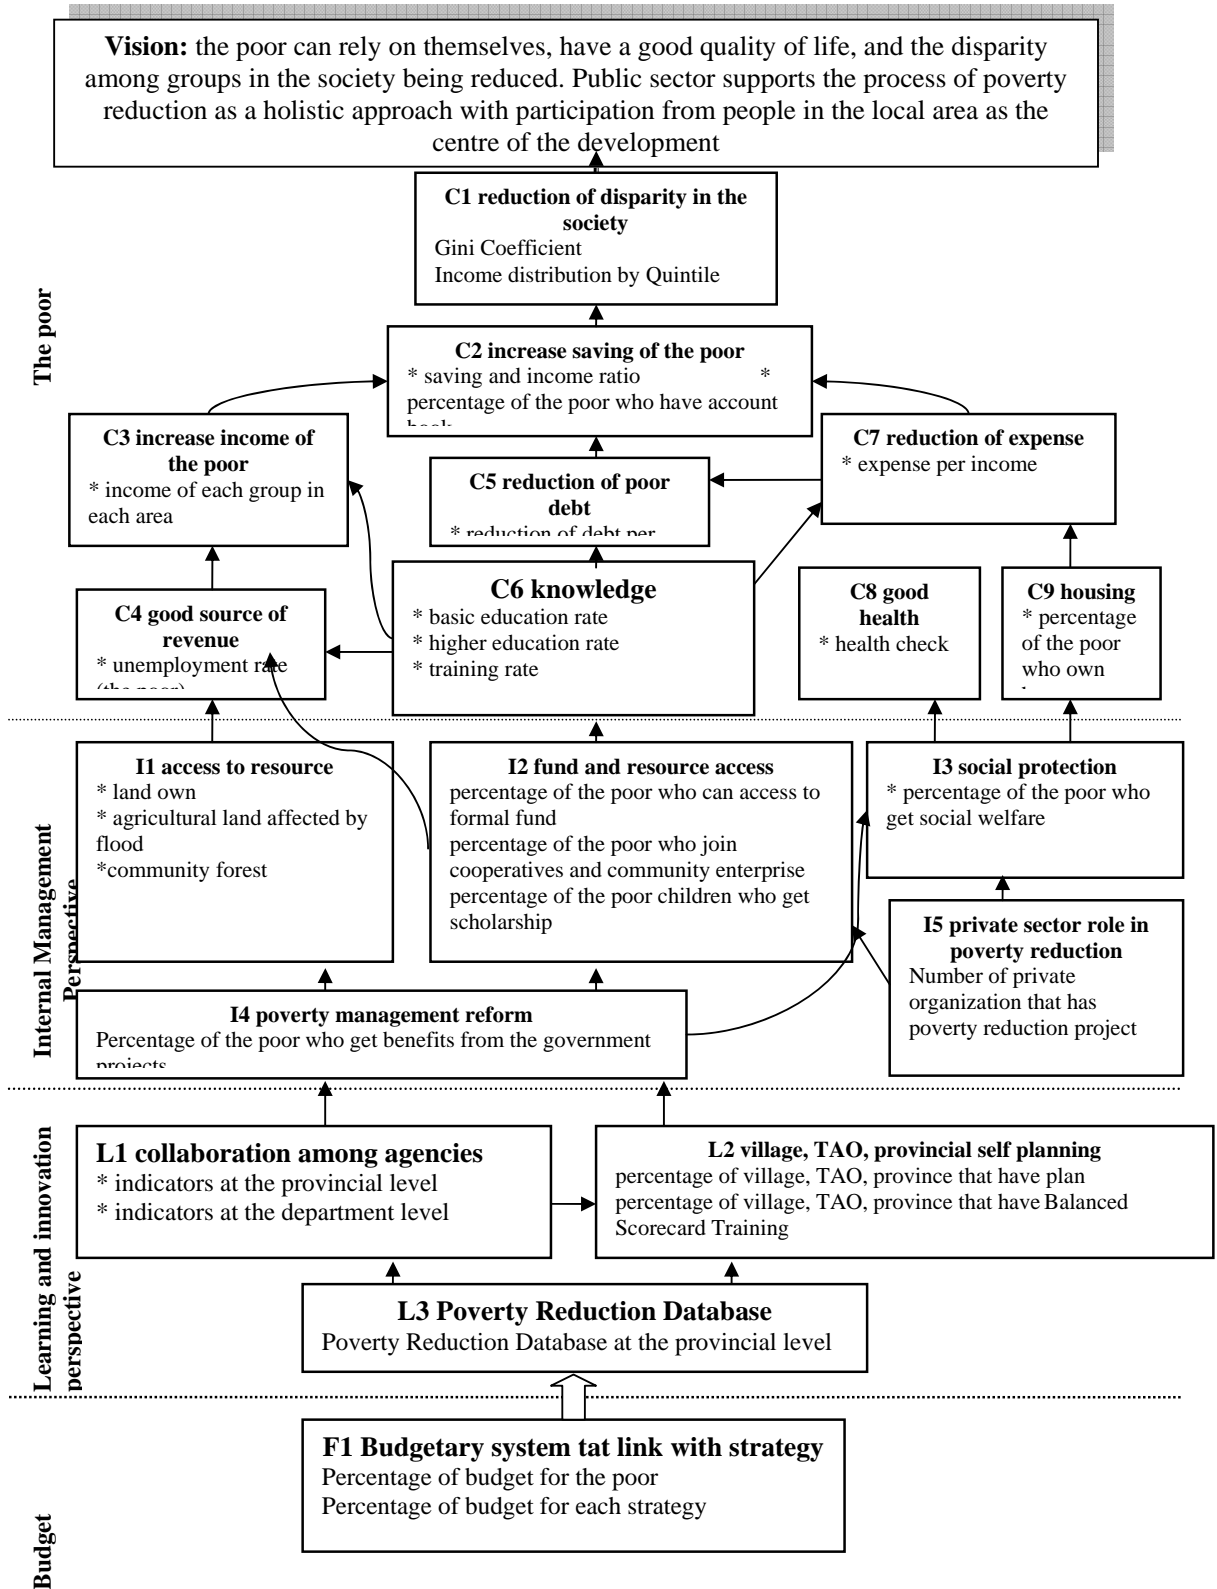 Vision: the poor can rely on themselves, have a good quality of life, and the disparity
among groups in the society being reduced. Public sector supports the process of poverty
reduction as a holistic approach with participation from people in the local area as the
centre of the development
The poor
C1 reduction of disparity in the
society
Gini Coefficient
Income distribution by Quintile
C2 increase saving of the poor
* saving and income ratio *
percentage of the poor who have account
C3 increase income of
the poor
* income of each group in
each area
C5 reduction of poor
debt
* reduction of debt per
C7 reduction of expense
* expense per income
C4 good source of
revenue
* unemployment rate
(the poor)
C6 knowledge
* basic education rate
* higher education rate
* training rate
C8 good
health
* health check
C9 housing
* percentage
of the poor
who own
Internal Management
Perspective
I1 access to resource
* land own
* agricultural land affected by
flood
*community forest
I2 fund and resource access
percentage of the poor who can access to
formal fund
percentage of the poor who join
cooperatives and community enterprise
percentage of the poor children who get
scholarship
I3 social protection
* percentage of the poor who
get social welfare
I5 private sector role in
poverty reduction
Number of private
organization that has
poverty reduction project
I4 poverty management reform
Percentage of the poor who get benefits from the government
projects
Learning and innovation
perspective
L1 collaboration among agencies
* indicators at the provincial level
* indicators at the department level
L2 village, TAO, provincial self planning
percentage of village, TAO, province that have plan
percentage of village, TAO, province that have Balanced
Scorecard Training
L3 Poverty Reduction Database
Poverty Reduction Database at the provincial level
Budget
F1 Budgetary system tat link with strategy
Percentage of budget for the poor
Percentage of budget for each strategy